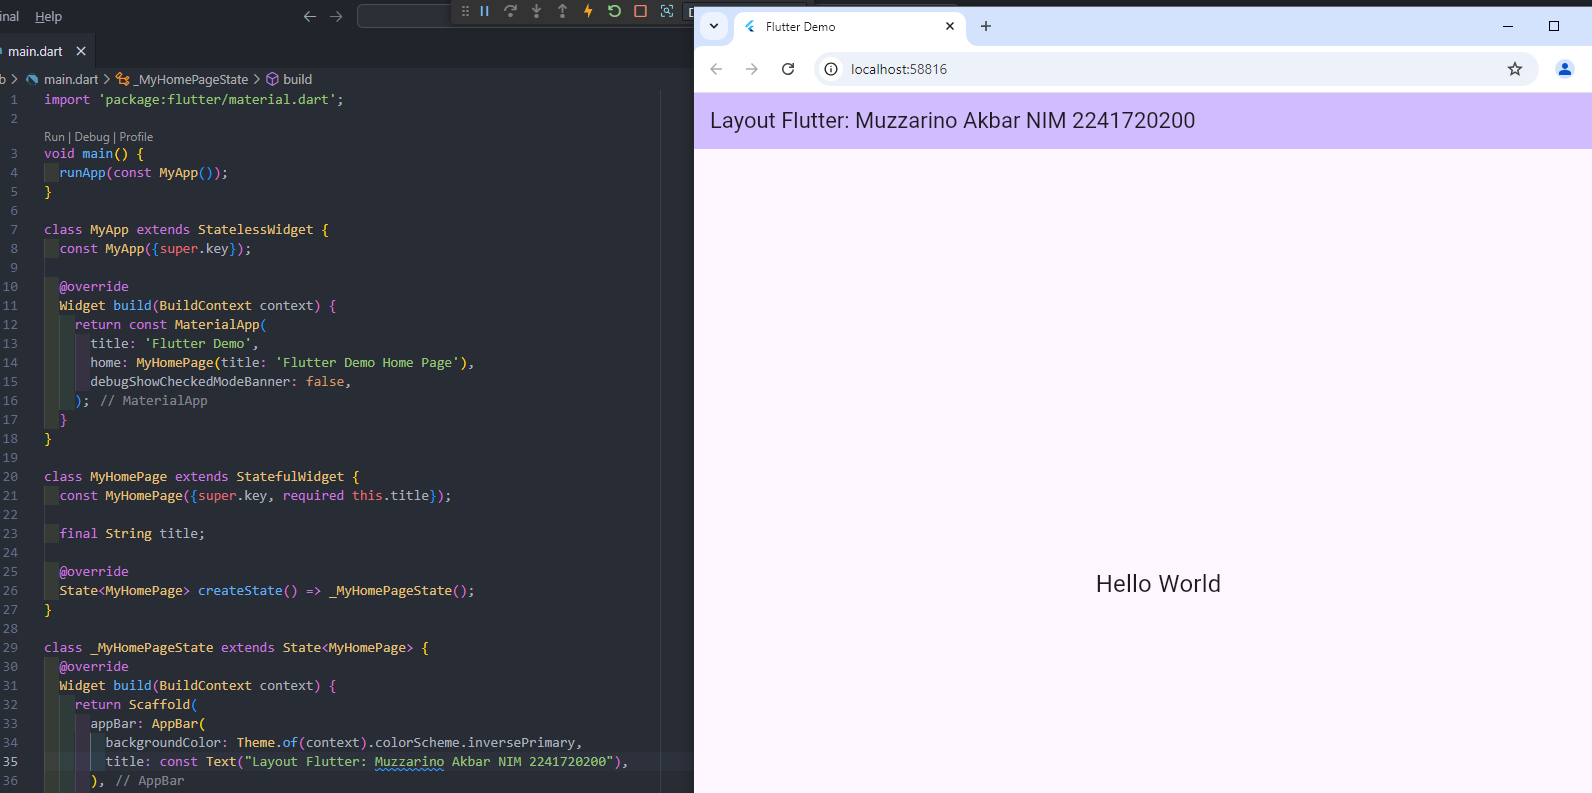 nal Help
main.dart
b > main.dart > _MyHomePageState > build
1 import 'package:flutter/material.dart';
2
Run | Debug | Profile
3 void main() {
4 runApp(const MyApp());
5 }
6
7 class MyApp extends StatelessWidget {
8 const MyApp({super.key});
9
10 @override
11 Widget build(BuildContext context) {
12 return const MaterialApp(
13 title: 'Flutter Demo',
14 home: MyHomePage(title: 'Flutter Demo Home Page'),
15 debugShowCheckedModeBanner: false,
16 ); // MaterialApp
17 }
18 }
19
20 class MyHomePage extends StatefulWidget {
21 const MyHomePage({super.key, required this.title});
22
23 final String title;
24
25 @override
26 State<MyHomePage> createState() => _MyHomePageState();
27 }
28
29 class _MyHomePageState extends State<MyHomePage> {
30 @override
31 Widget build(BuildContext context) {
32 return Scaffold(
33 appBar: AppBar(
34 backgroundColor: Theme.of(context).colorScheme.inversePrimary,
35 title: const Text("Layout Flutter: Muzzarino Akbar NIM 2241720200"),
36 ), // AppBar
Flutter Demo
localhost:58816
Layout Flutter: Muzzarino Akbar NIM 2241720200
Hello World